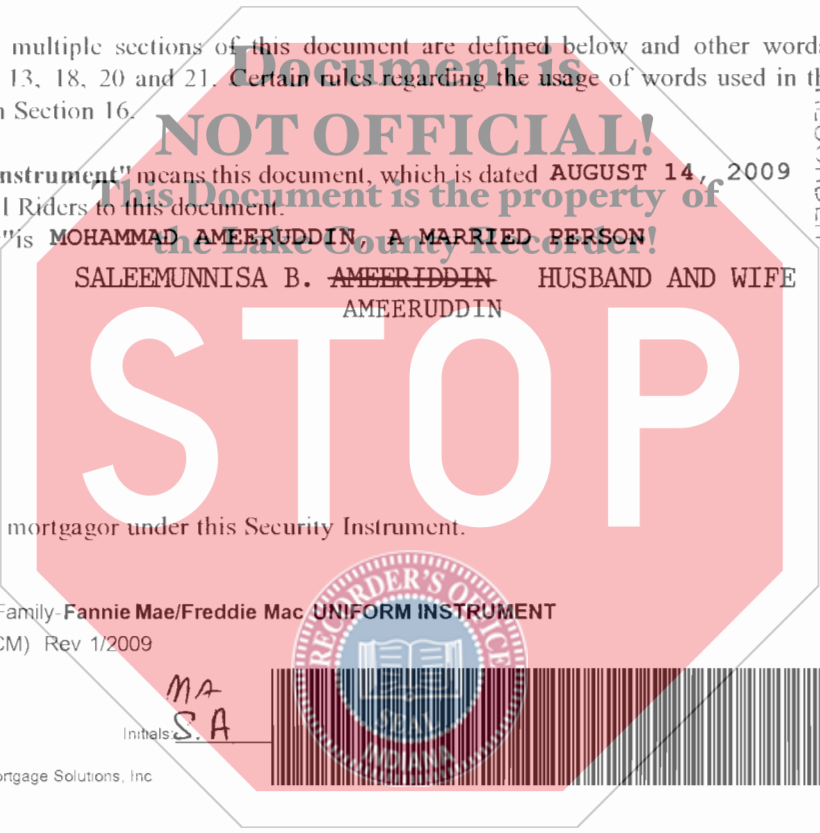 multiple sections of this document are defined below and other words
13, 18, 20 and 21. Certain rules regarding the usage of words used in th
Section 16.
Document is
NOT OFFICIAL!
This Document is the property of
the Lake County Recorder!
nstrument" means this document, which is dated AUGUST 14, 2009
l Riders to this document.
" is MOHAMMAD AMEERUDDIN, A MARRIED PERSON
SALEEMUNNISA B. AMEERIDDIN HUSBAND AND WIFE
AMEERUDDIN
STOP
mortgagor under this Security Instrument.
Family-Fannie Mae/Freddie Mac UNIFORM INSTRUMENT
CM) Rev 1/2009
MA
Initials: S.A
RECORDER'S OFFICE
SEAL
INDIANA
ortgage Solutions, Inc